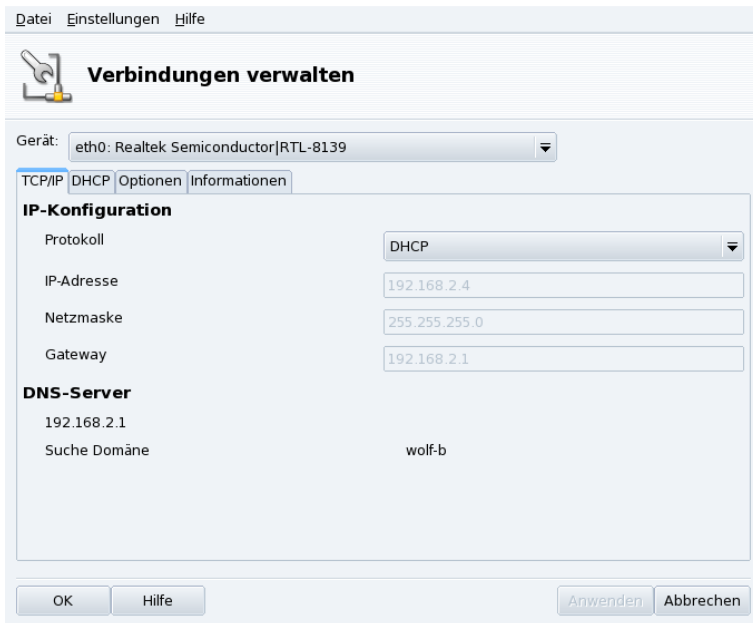 Datei Einstellungen Hilfe
Verbindungen verwalten
Gerät: eth0: Realtek Semiconductor|RTL-8139
TCP/IP DHCP Optionen Informationen
IP-Konfiguration
Protokoll DHCP
IP-Adresse 192.168.2.4
Netzmaske 255.255.255.0
Gateway 192.168.2.1
DNS-Server
192.168.2.1
Suche Domäne wolf-b
OK Hilfe Anwenden Abbrechen